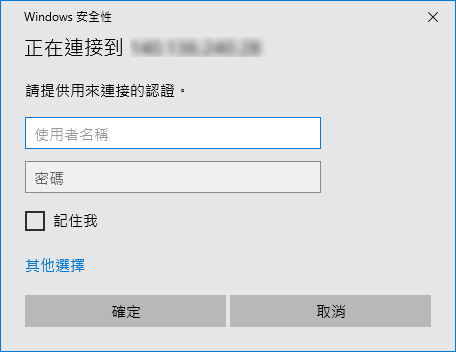 Windows 安全性
正在連接到
請提供用來連接的認證。
使用者名稱
密碼
記住我
其他選擇
確定
取消